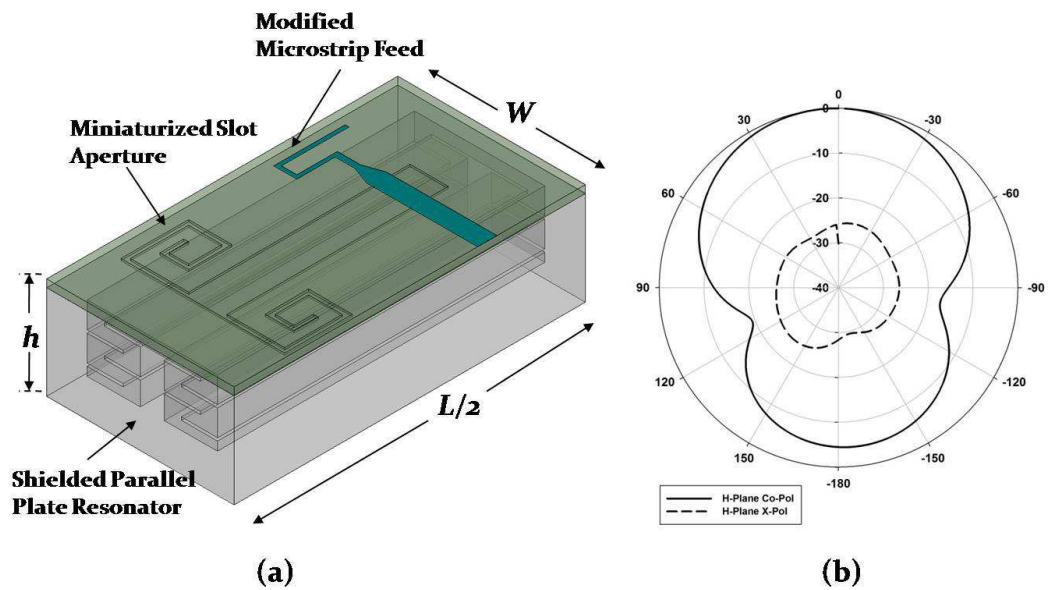 Modified
Microstrip Feed
Miniaturized Slot
Aperture
W
h
L/2
Shielded Parallel
Plate Resonator
(a)
0
0
30
-30
-10
60
-60
-20
-30
90
-40
-90
120
-120
150
-150
-180
H-Plane Co-Pol
H-Plane X-Pol
(b)